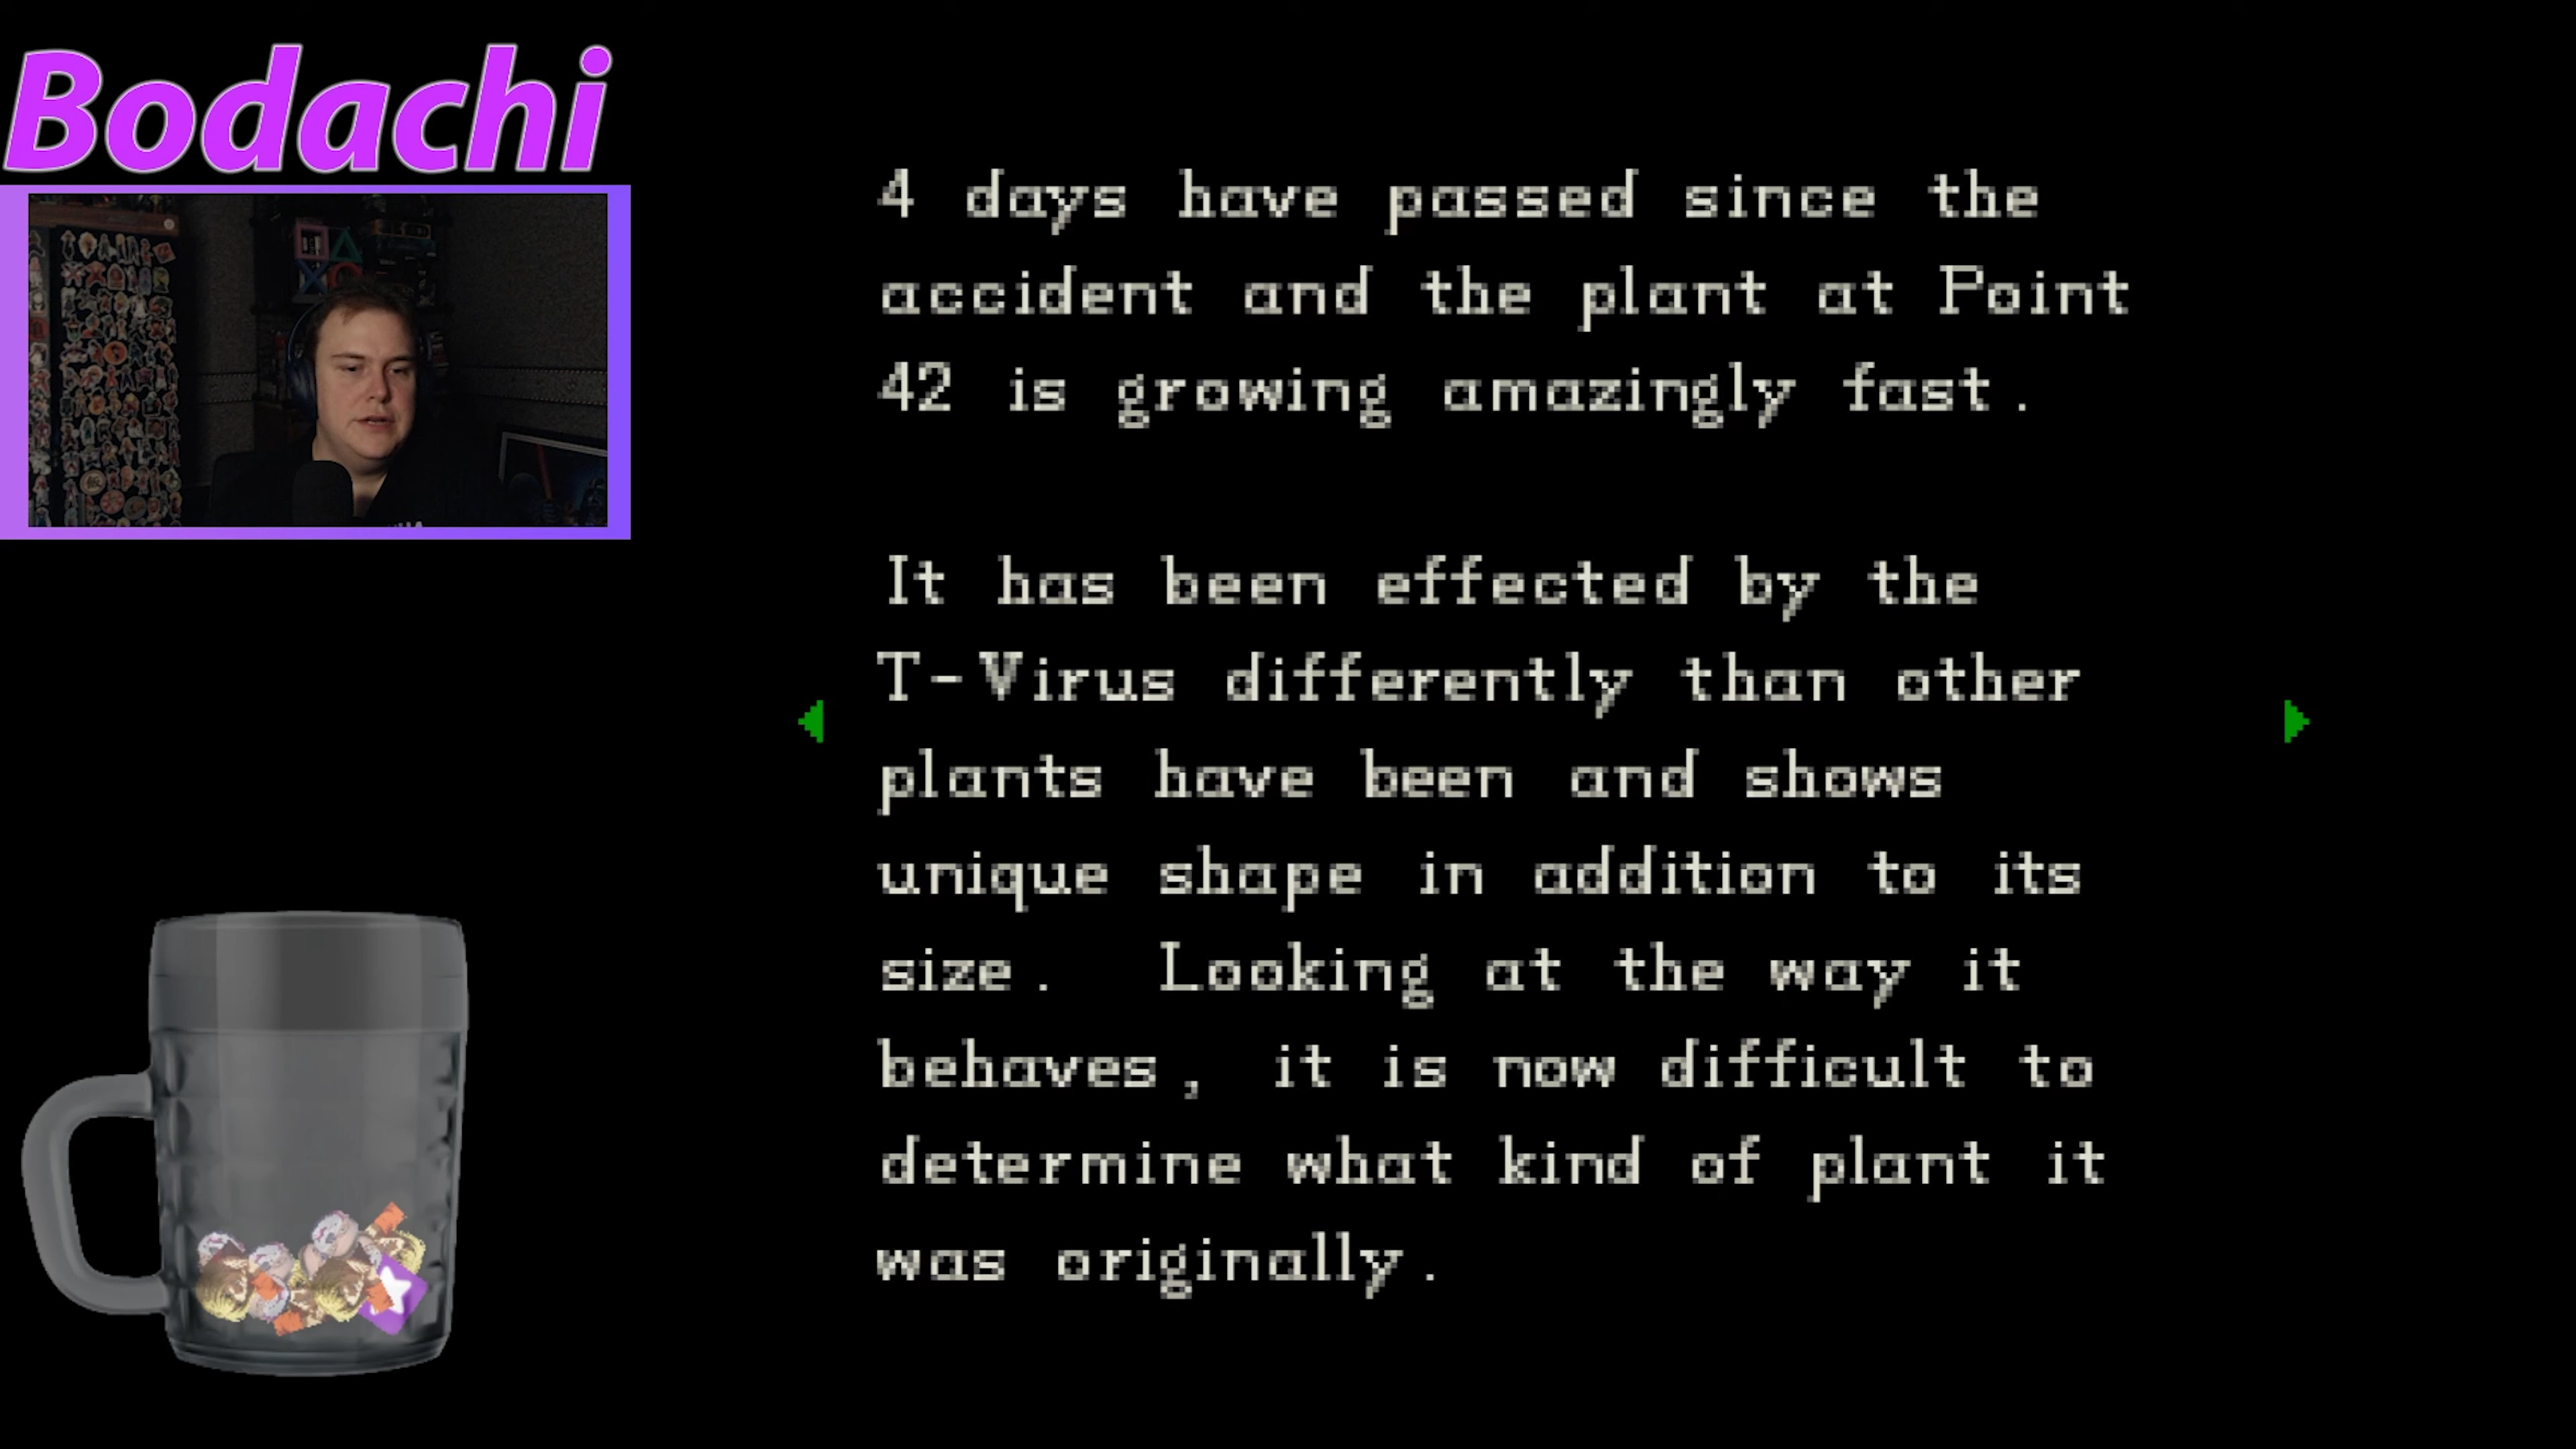 Bodachi
4 days have passed since the
accident and the plant at Point
42 is growing amazingly fast.
It has been effected by the
T-Virus differently than other
plants have been and shows
unique shape in addition to its
size. Looking at the way it
behaves, it is now difficult to
determine what kind of plant it
was originally.